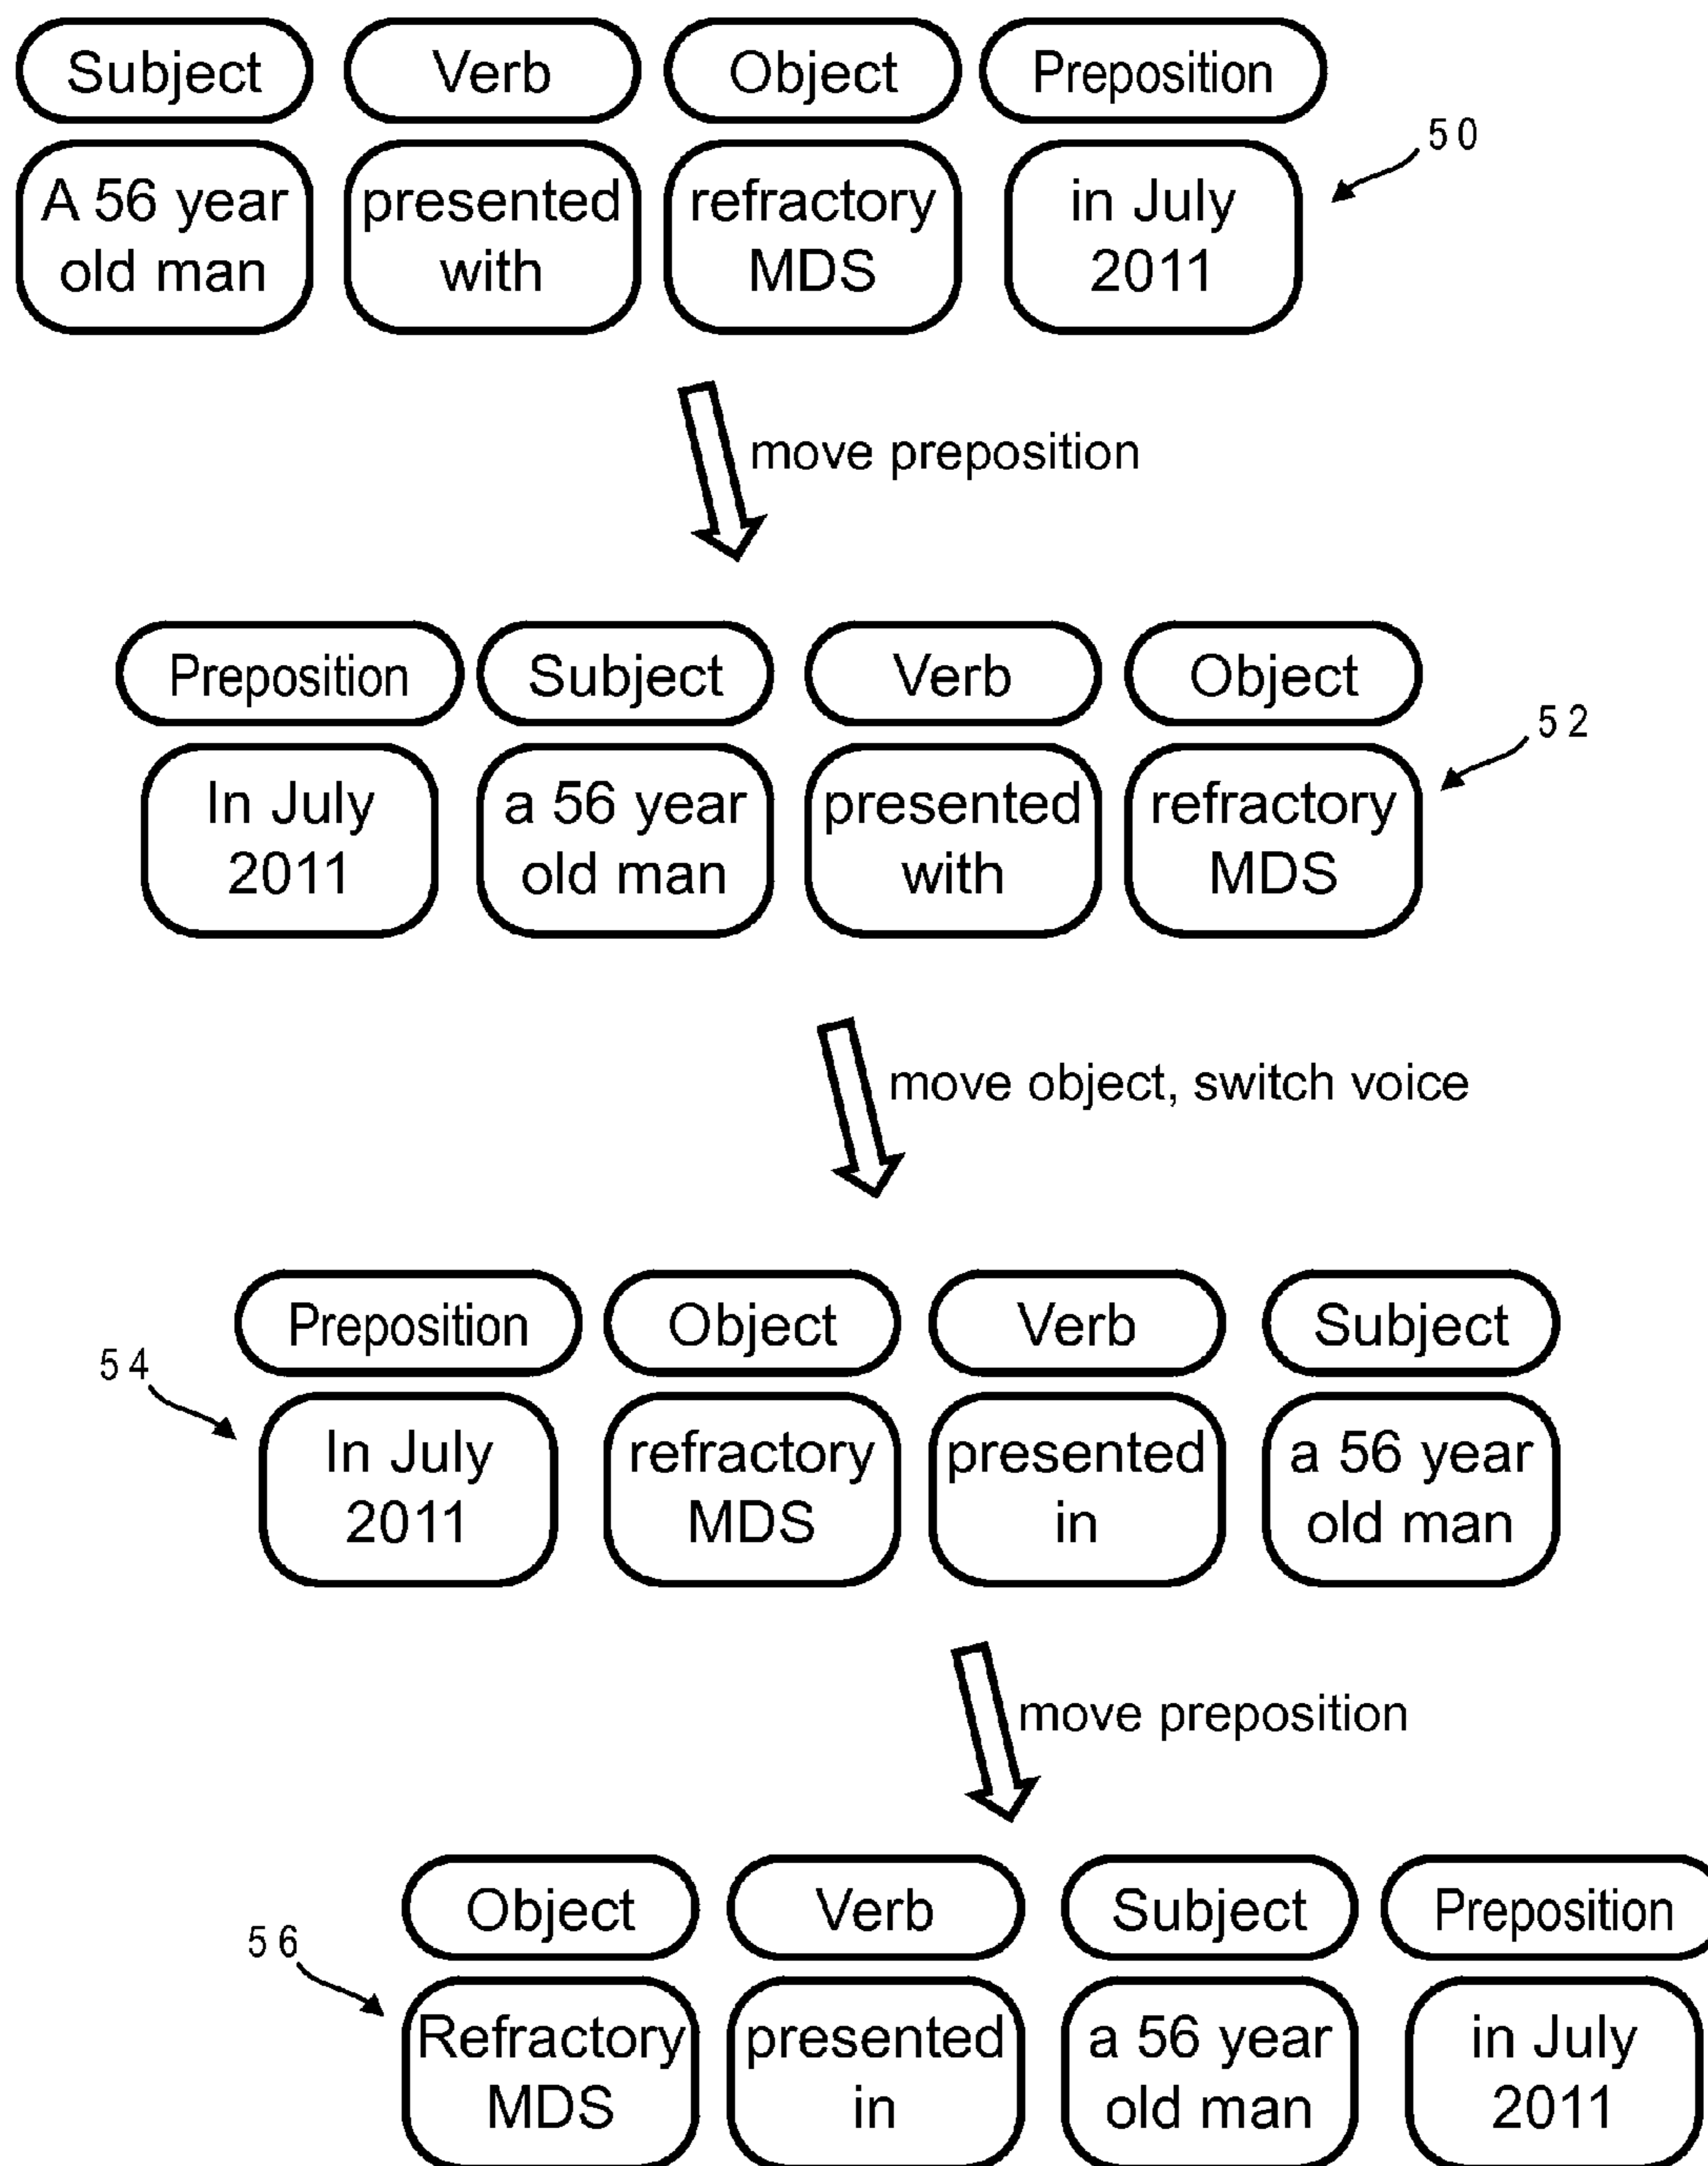 Subject Verb Object Preposition
50
A 56 year presented refractory in July
old man with MDS 2011
move preposition
Preposition Subject Verb Object
52
In July a 56 year presented refractory
2011 old man with MDS
move object, switch voice
Preposition Object Verb Subject
54
In July refractory presented a 56 year
2011 MDS in old man
move preposition
Object Verb Subject Preposition
56
Refractory presented a 56 year in July
MDS in old man 2011